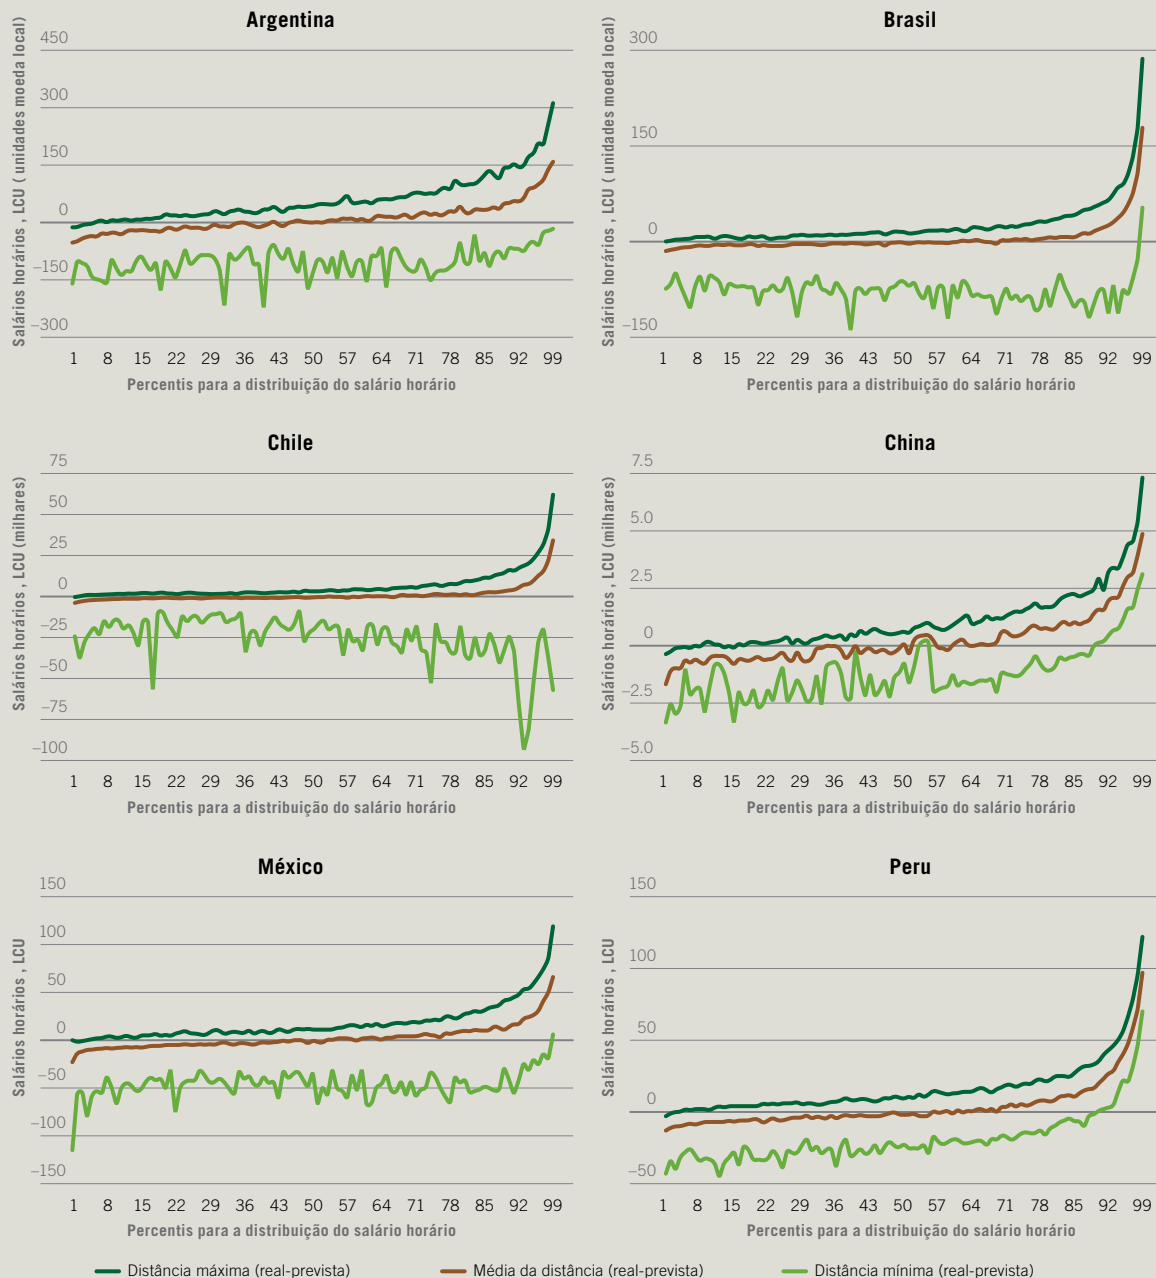 Argentina
Salários horários , LCU ( unidades moeda local)
450
300
150
0
–150
–300
1 8 15 22 29 36 43 50 57 64 71 78 85 92 99
Percentis para a distribuição do salário horário
Brasil
Salários horários , LCU ( unidades moeda local)
300
150
0
–150
1 8 15 22 29 36 43 50 57 64 71 78 85 92 99
Percentis para a distribuição do salário horário
Chile
Salários horários , LCU (milhares)
75
50
25
0
–25
–50
–75
–100
1 8 15 22 29 36 43 50 57 64 71 78 85 92 99
Percentis para a distribuição do salário horário
China
Salários horários , LCU (milhares)
7.5
5.0
2.5
0
–2.5
–5.0
1 8 15 22 29 36 43 50 57 64 71 78 85 92 99
Percentis para a distribuição do salário horário
México
Salários horários , LCU
150
100
50
0
–50
–100
–150
1 8 15 22 29 36 43 50 57 64 71 78 85 92 99
Percentis para a distribuição do salário horário
Peru
Salários horários , LCU
150
100
50
0
–50
1 8 15 22 29 36 43 50 57 64 71 78 85 92 99
Percentis para a distribuição do salário horário
Distância máxima (real-prevista) Média da distância (real-prevista) Distância mínima (real-prevista)